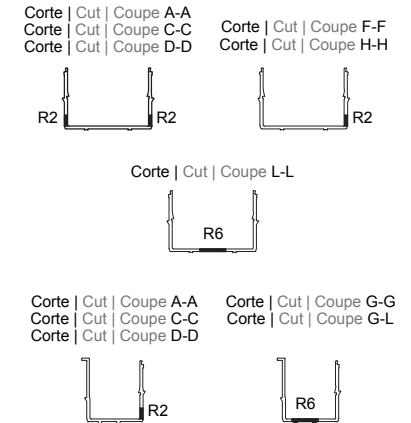 Corte | Cut | Coupe A-A
Corte | Cut | Coupe C-C
Corte | Cut | Coupe D-D
Corte | Cut | Coupe F-F
Corte | Cut | Coupe H-H
R2 R2
R2
Corte | Cut | Coupe L-L
R6
Corte | Cut | Coupe A-A
Corte | Cut | Coupe C-C
Corte | Cut | Coupe D-D
Corte | Cut | Coupe G-G
Corte | Cut | Coupe G-L
R2
R6